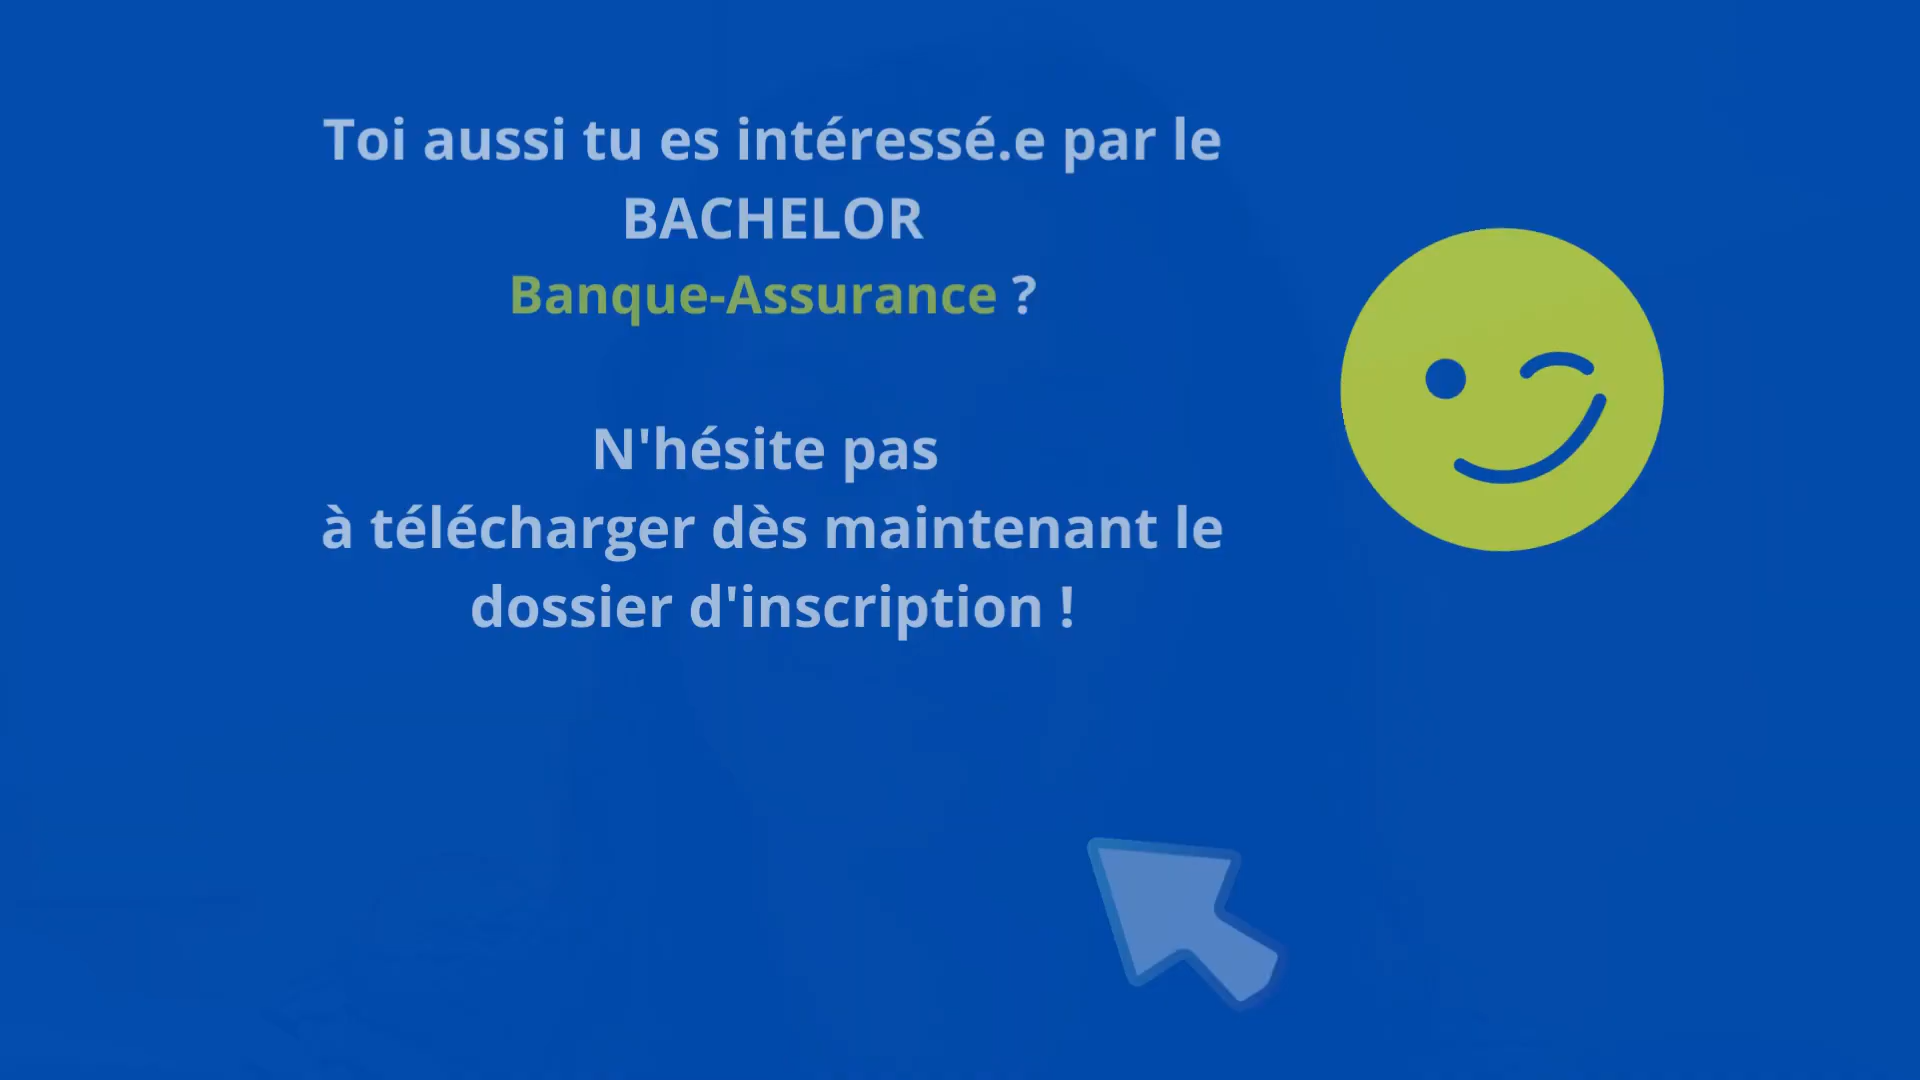 Toi aussi tu es intéressé.e par le
BACHELOR
Banque-Assurance ?
N'hésite pas
à télécharger dès maintenant le
dossier d'inscription !